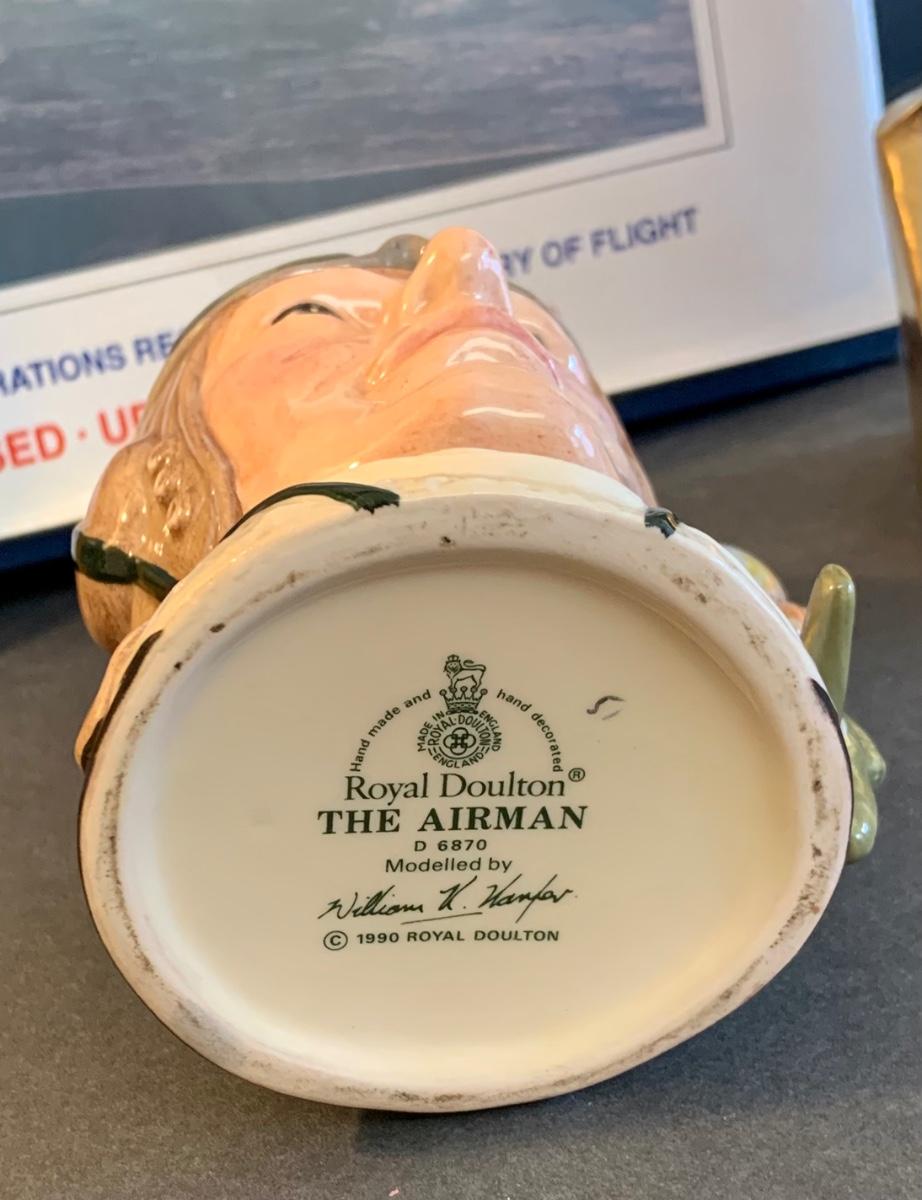 RY OF FLIGHT
RATIONS RE
SED · UP
Hand made and hand decorated
MADE IN ENGLAND
ROYAL·DOULTON
ENGLAND
Royal Doulton®
THE AIRMAN
D 6870
Modelled by
William K. Harper.
© 1990 ROYAL DOULTON